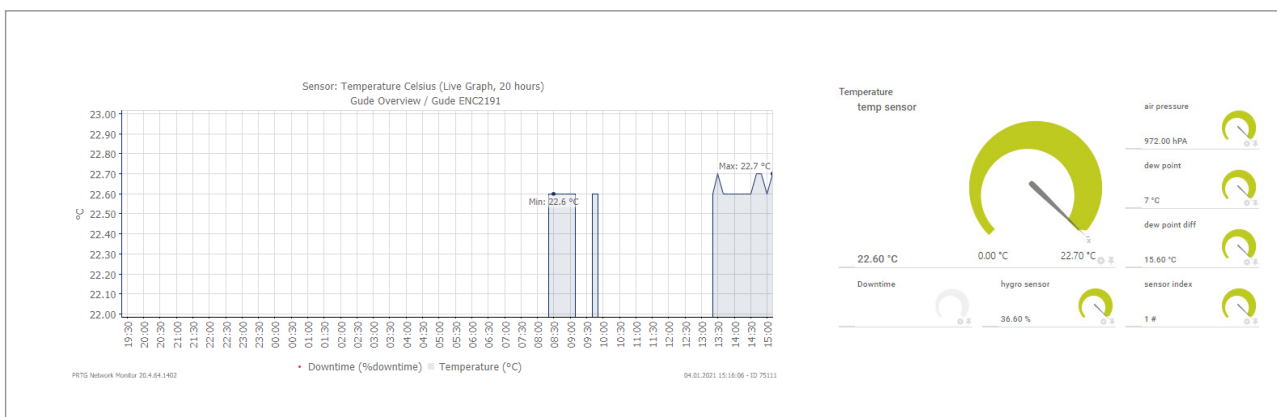 Sensor: Temperature Celsius (Live Graph, 20 hours)
Gude Overview / Gude ENC2191
23.00
22.90
22.80
22.70
22.60
22.50
22.40
22.30
22.20
22.10
22.00
°C
Max: 22.7 °C
Min: 22.6 °C
19:30
20:00
20:30
21:00
21:30
22:00
22:30
23:00
23:30
00:00
00:30
01:00
01:30
02:00
02:30
03:00
03:30
04:00
04:30
05:00
05:30
06:00
06:30
07:00
07:30
08:00
08:30
09:00
09:30
10:00
10:30
11:00
11:30
12:00
12:30
13:00
13:30
14:00
14:30
15:00
Downtime (%downtime) Temperature (°C)
PRTG Network Monitor 20.4.64.1402
04.01.2021 15:16:06 - ID 75111
Temperature
temp sensor
22.60 °C
0.00 °C
22.70 °C
air pressure
972.00 hPA
dew point
7 °C
dew point diff
15.60 °C
Downtime
hygro sensor
36.60 %
sensor index
1 #